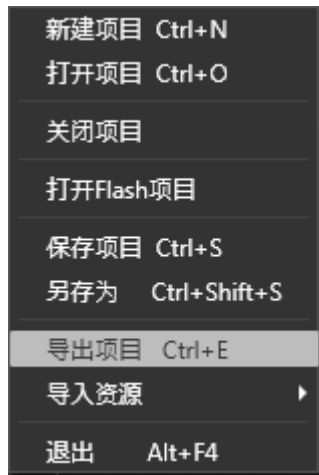 新建项目 Ctrl+N
打开项目 Ctrl+O
关闭项目
打开Flash项目
保存项目 Ctrl+S
另存为 Ctrl+Shift+S
导出项目 Ctrl+E
导入资源
退出 Alt+F4